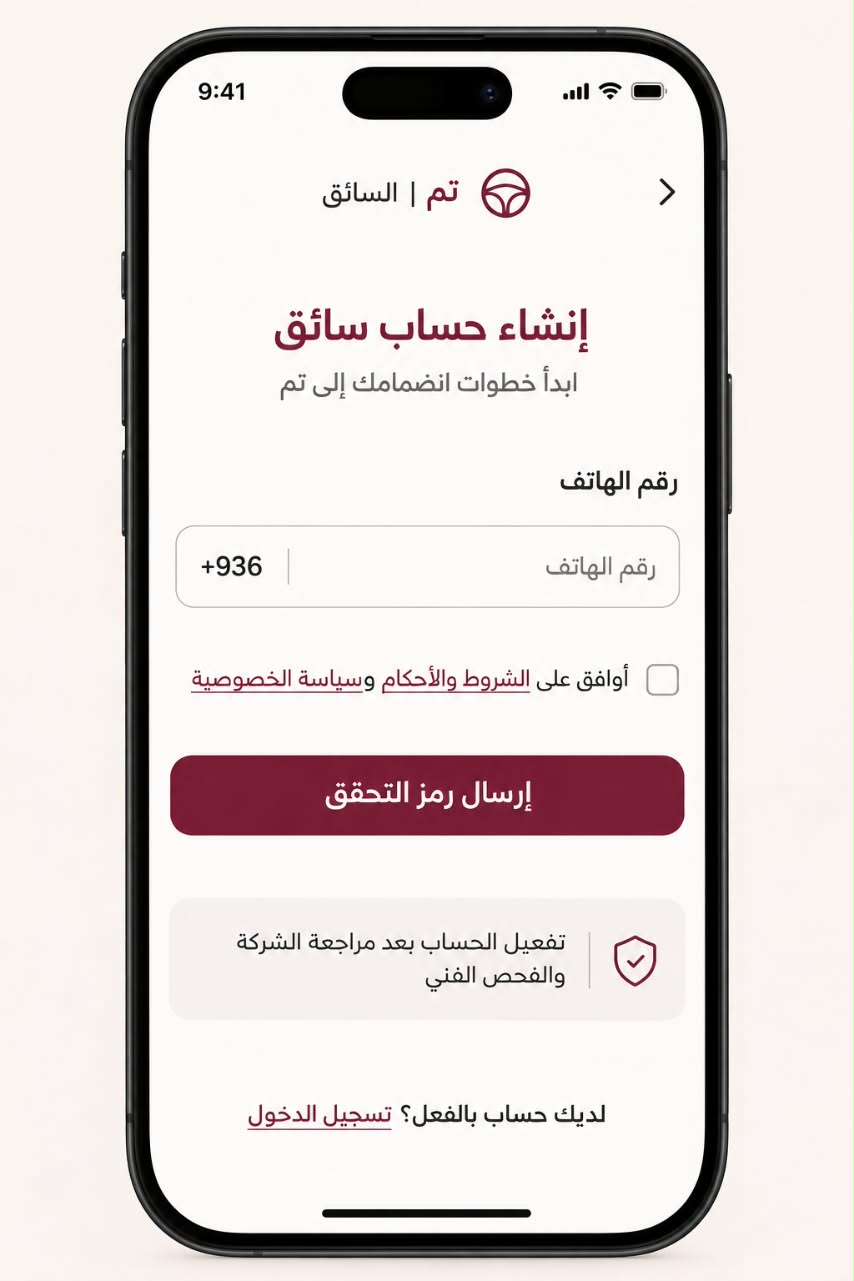 9:41
تم | السائق
إنشاء حساب سائق
ابدأ خطوات انضمامك إلى تم
رقم الهاتف
رقم الهاتف +936
أوافق على الشروط والأحكام وسياسة الخصوصية
إرسال رمز التحقق
تفعيل الحساب بعد مراجعة الشركة
والفحص الفني
لديك حساب بالفعل؟ تسجيل الدخول